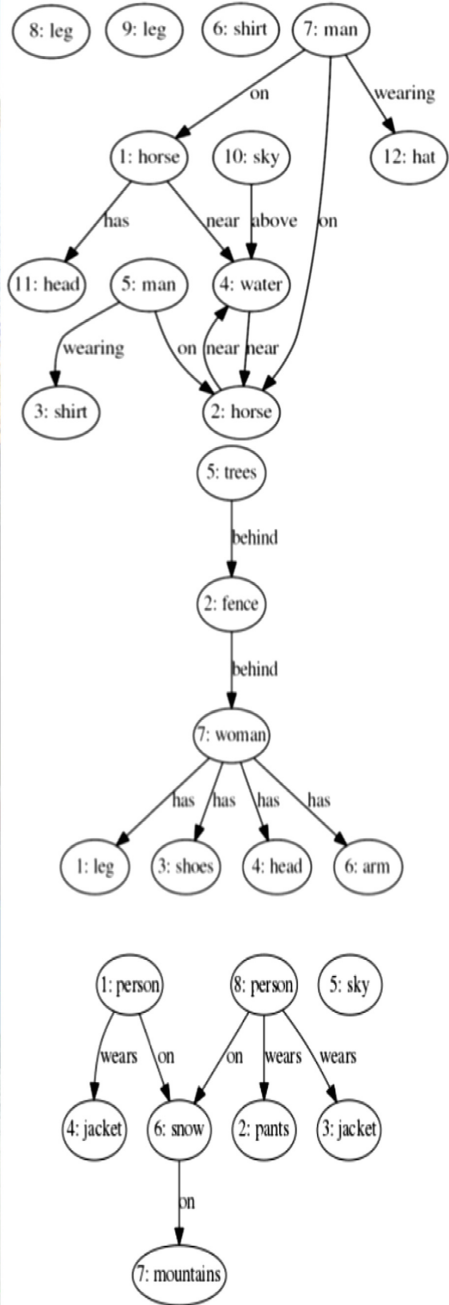 8: leg 9: leg 6: shirt 7: man
on wearing
1: horse 10: sky 12: hat
has near above on
11: head 5: man 4: water
wearing on near near
3: shirt 2: horse
5: trees
behind
2: fence
behind
7: woman
has has has has
1: leg 3: shoes 4: head 6: arm
1: person 8: person 5: sky
wears on on wears wears
4: jacket 6: snow 2: pants 3: jacket
on
7: mountains